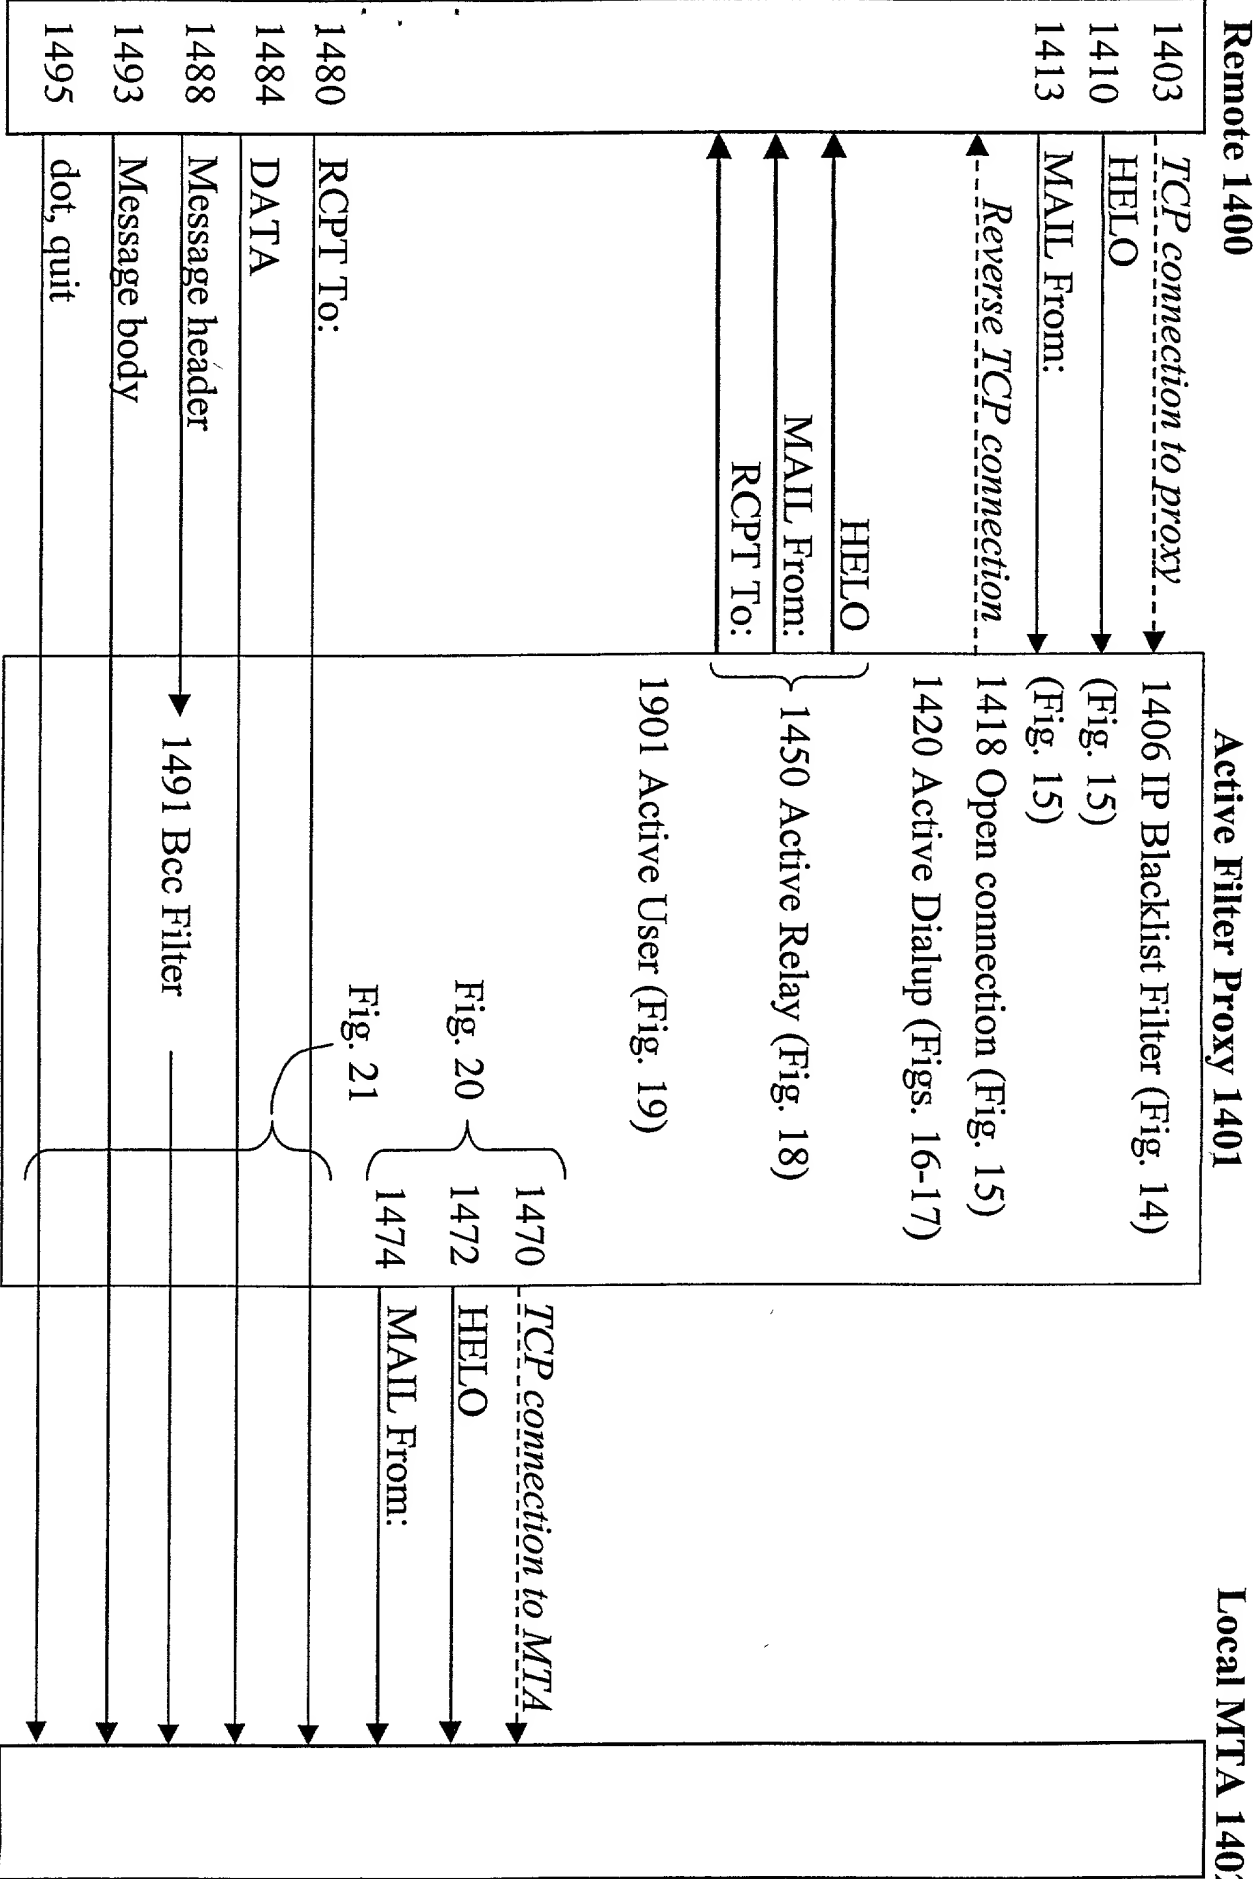 Remote 1400
Active Filter Proxy 1401
Local MTA 1402
1403
TCP connection to proxy
1406 IP Blacklist Filter (Fig. 14)
1410
HELO
(Fig. 15)
1413
MAIL From:
(Fig. 15)
Reverse TCP connection
1418 Open connection (Fig. 15)
1420 Active Dialup (Figs. 16-17)
HELO
MAIL From:
RCPT To:
1450 Active Relay (Fig. 18)
1901 Active User (Fig. 19)
1470
TCP connection to MTA
Fig. 20
1472
HELO
1474
MAIL From:
Fig. 21
1480
RCPT To:
1484
DATA
1488
Message header
1491 Bcc Filter
1493
Message body
1495
dot, quit